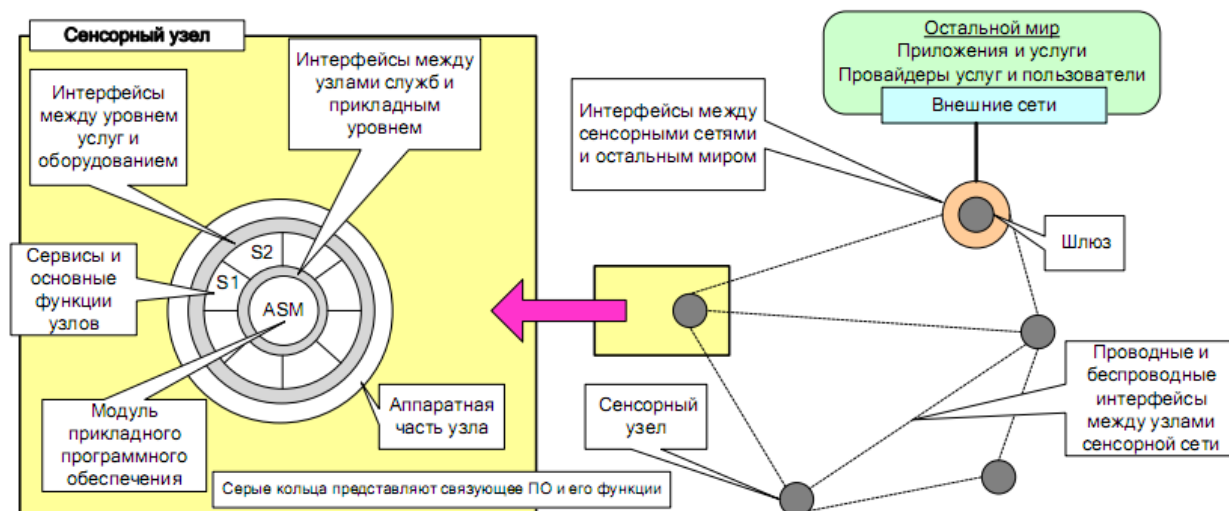 Сенсорный узел
Интерфейсы
между уровнем
услуг и
оборудованием
Интерфейсы между
узлами служб и
прикладным
уровнем
Сервисы и
основные
функции
узлов
S2
S1
ASM
Модуль
прикладного
программного
обеспечения
Аппаратная
часть узла
Серые кольца представляют связующее ПО и его функции
Остальной мир
Приложения и услуги
Провайдеры услуг и пользователи
Внешние сети
Интерфейсы между
сенсорными сетями
и остальным миром
Шлюз
Сенсорный
узел
Проводные и
беспроводные
интерфейсы
между узлами
сенсорной сети